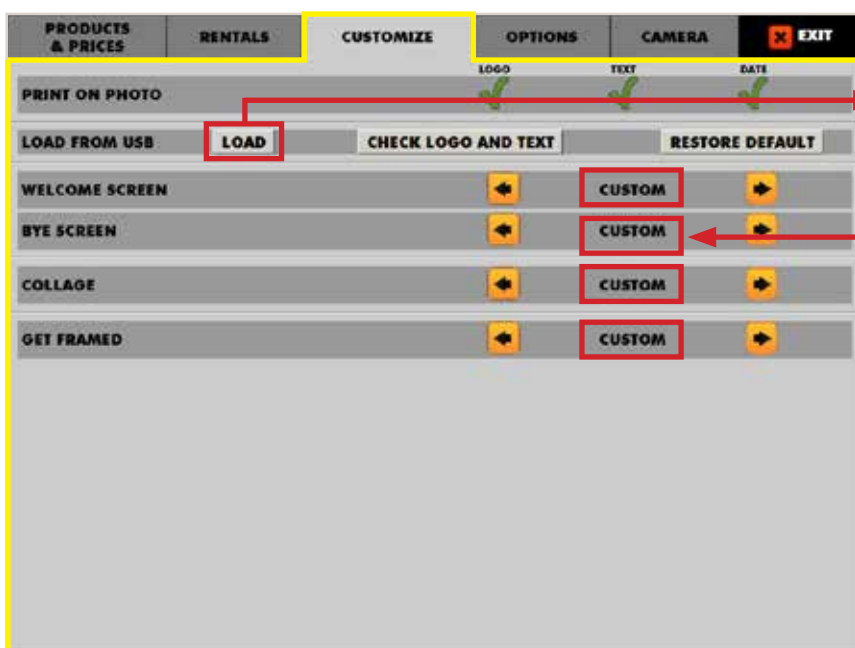 PRODUCTS
& PRICES
RENTALS
CUSTOMIZE
OPTIONS
CAMERA
EXIT
LOGO
TEXT
DATE
PRINT ON PHOTO
LOAD FROM USB
LOAD
CHECK LOGO AND TEXT
RESTORE DEFAULT
WELCOME SCREEN
CUSTOM
BYE SCREEN
CUSTOM
COLLAGE
CUSTOM
GET FRAMED
CUSTOM